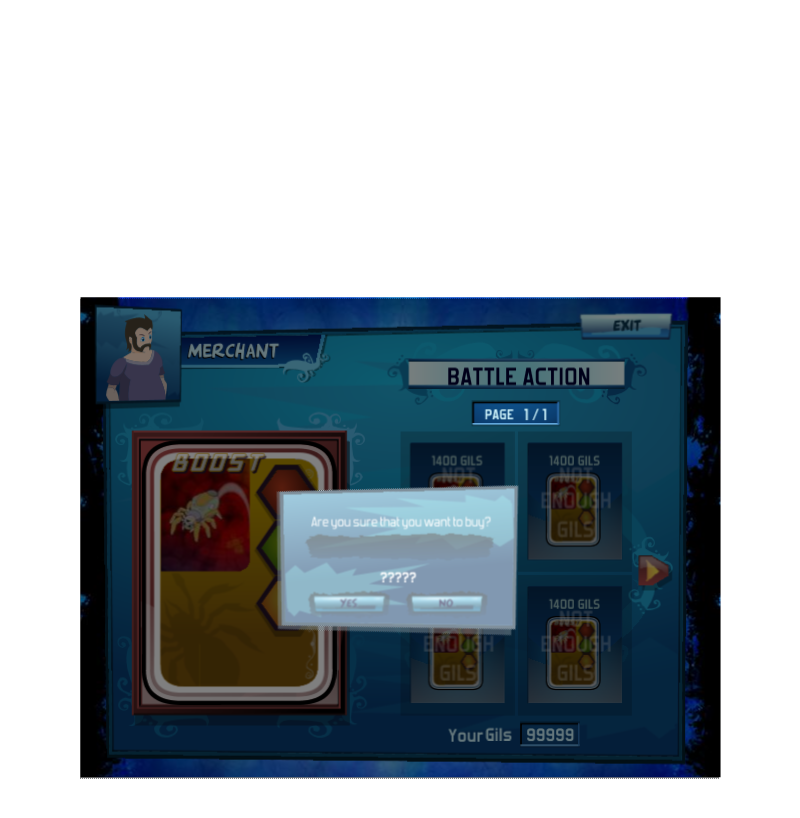 EXIT
MERCHANT
BATTLE ACTION
PAGE 1/1
BOOST
1400 GILS
NOT
1400 GILS
NOT
ENOUGH
GILS
Are you sure that you want to buy?
?????
YES
NO
ENOUGH
GILS
1400 GILS
NOT
ENOUGH
GILS
Your Gils 99999